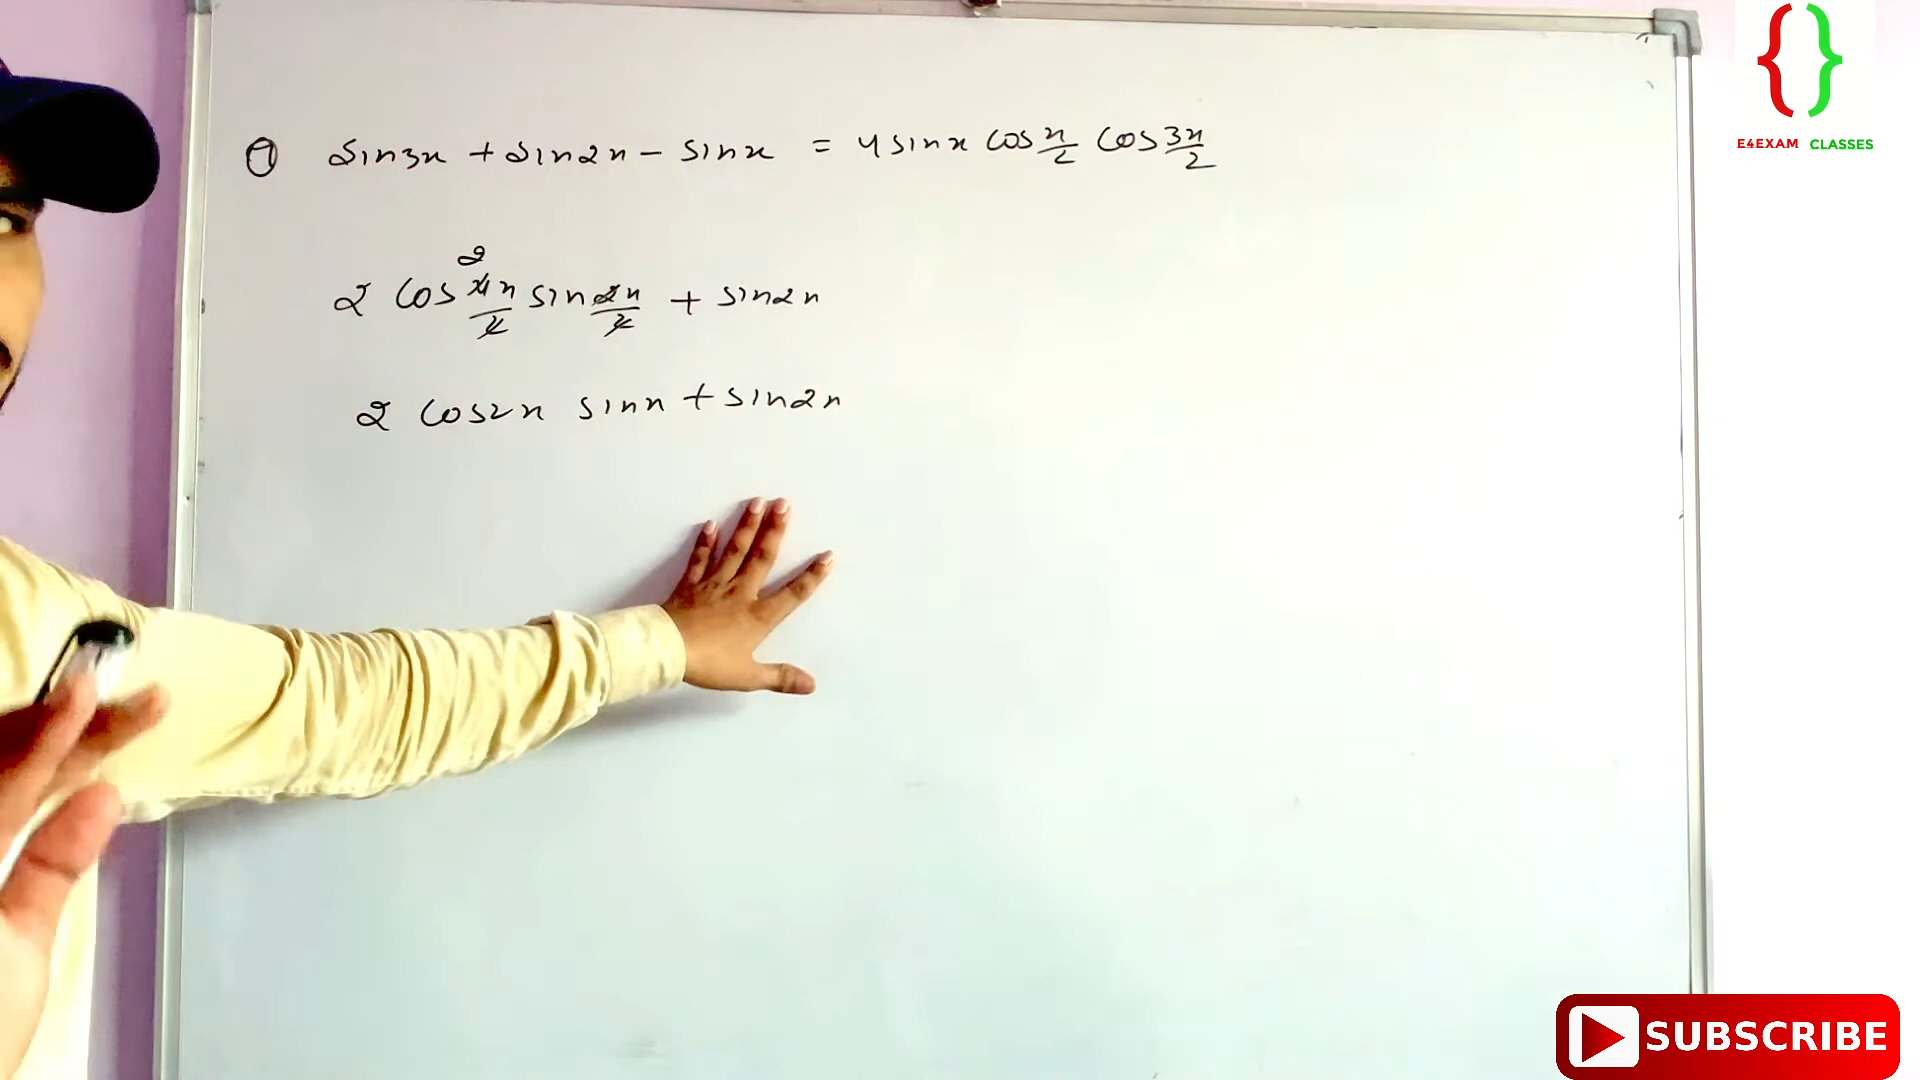 ① sin3x + sin2x - sinx = 4 sinx cos x/2 cos 3x/2
{}
E4EXAM CLASSES
2
2 cos 4x/2 sin 2x/2 + sin2x
2 cos2x sinx + sin2x
SUBSCRIBE